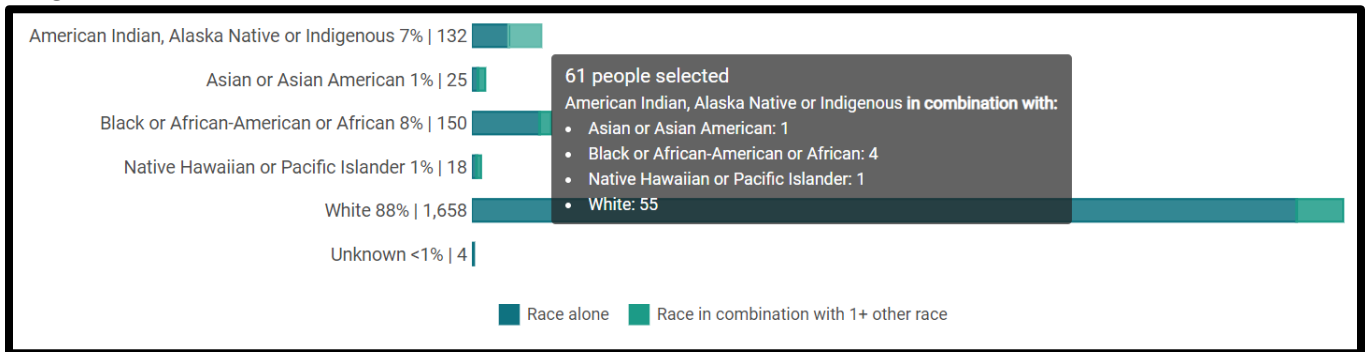 American Indian, Alaska Native or Indigenous 7% | 132
Asian or Asian American 1% | 25
Black or African-American or African 8% | 150
Native Hawaiian or Pacific Islander 1% | 18
White 88% | 1,658
Unknown <1% | 4
61 people selected
American Indian, Alaska Native or Indigenous in combination with:
• Asian or Asian American: 1
• Black or African-American or African: 4
• Native Hawaiian or Pacific Islander: 1
• White: 55
Race alone
Race in combination with 1+ other race